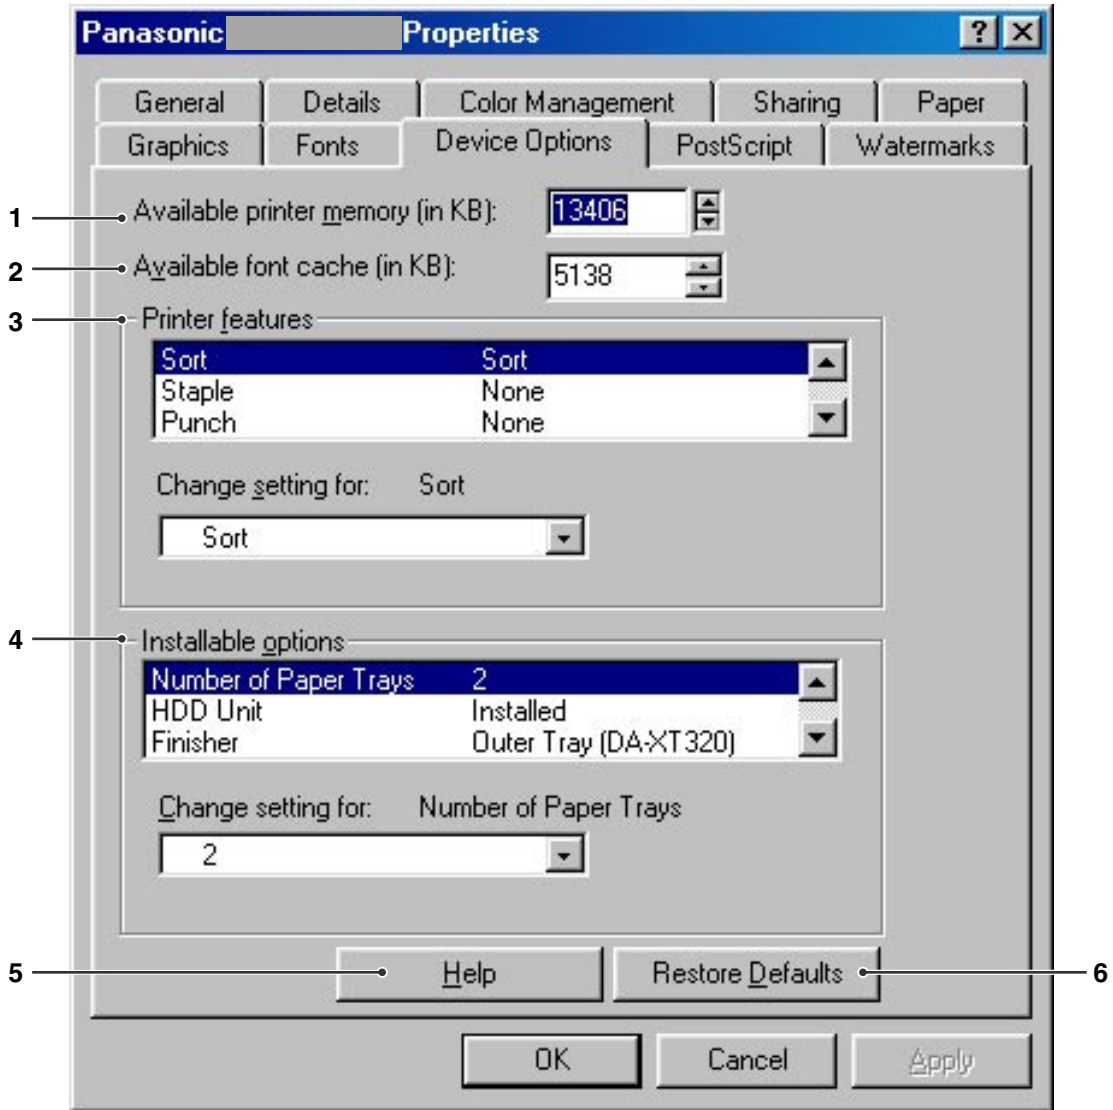 Panasonic Properties ? X
General Details Color Management Sharing Paper
Graphics Fonts Device Options PostScript Watermarks
1 Available printer memory (in KB): 13406
2 Available font cache (in KB): 5138
3 Printer features
Sort Sort
Staple None
Punch None
Change setting for: Sort
Sort
4 Installable options
Number of Paper Trays 2
HDD Unit Installed
Finisher Outer Tray (DA-XT320)
Change setting for: Number of Paper Trays
2
5 Help Restore Defaults 6
OK Cancel Apply